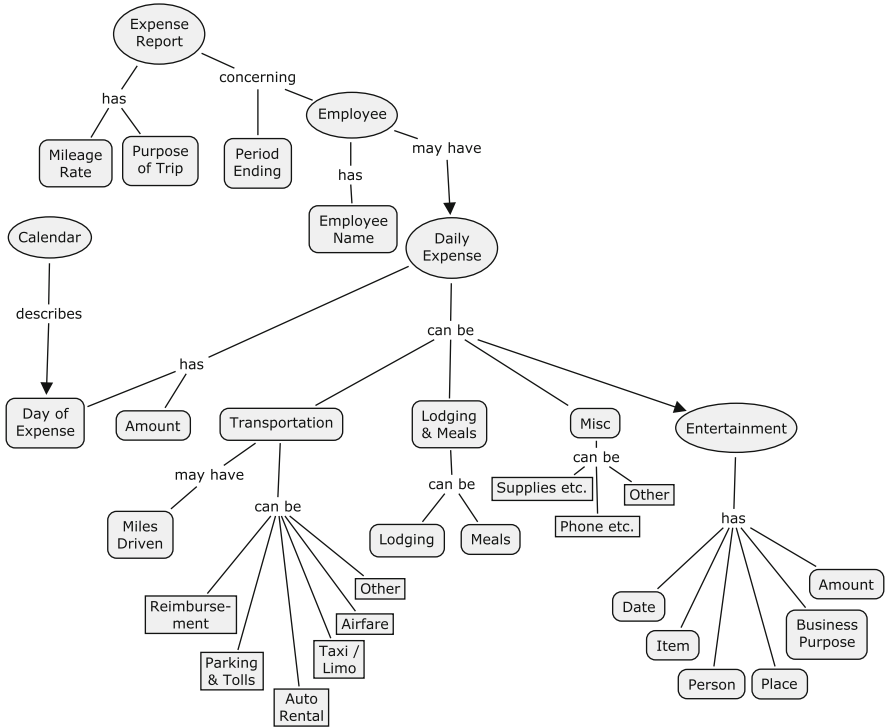 Expense
Report
concerning
has
Employee
Mileage
Rate
Purpose
of Trip
Period
Ending
may have
has
Employee
Name
Calendar
Daily
Expense
describes
can be
has
Day of
Expense
Amount
Transportation
Lodging
& Meals
Misc
Entertainment
may have
can be
can be
can be
Supplies etc.
Other
Phone etc.
has
Miles
Driven
Lodging
Meals
Reimburse-
ment
Parking
& Tolls
Auto
Rental
Taxi /
Limo
Airfare
Other
Date
Item
Person
Place
Business
Purpose
Amount